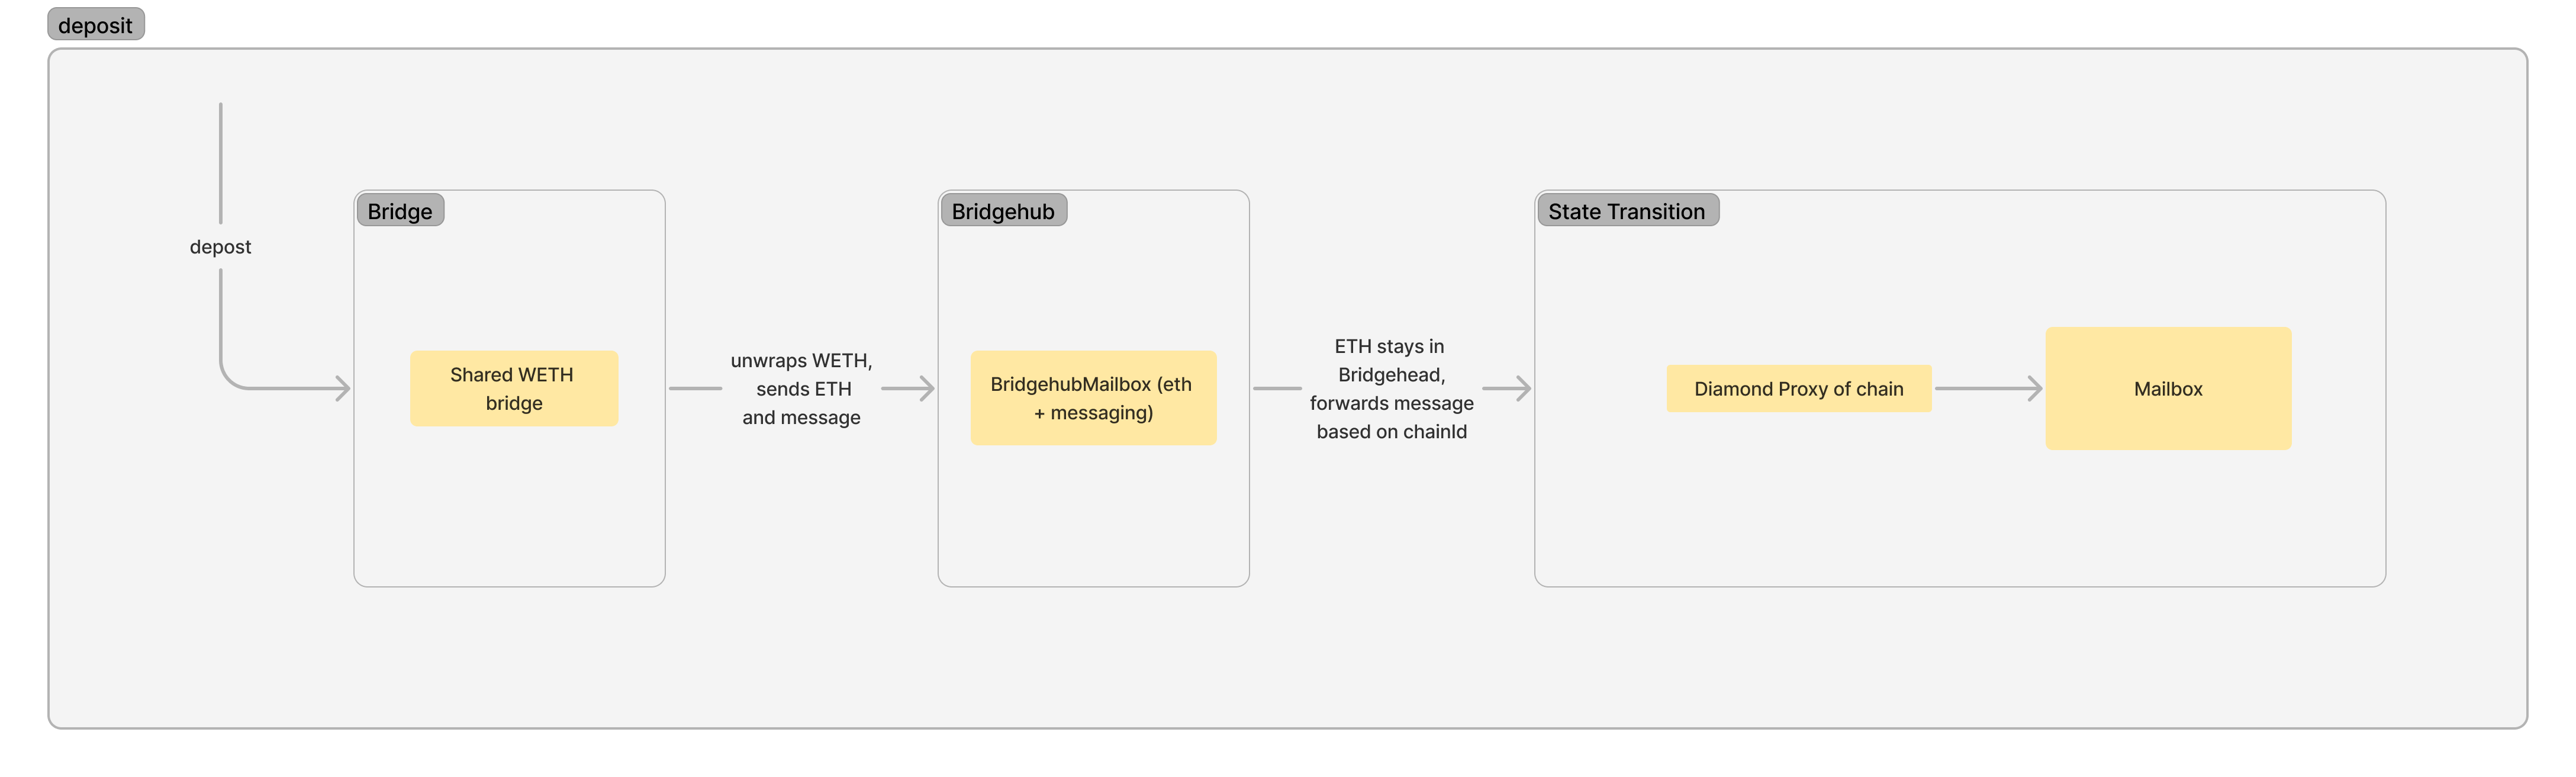 deposit
depost
Bridge
Shared WETH
bridge
unwraps WETH,
sends ETH
and message
Bridgehub
BridgehubMailbox (eth
+ messaging)
ETH stays in
Bridgehead,
forwards message
based on chainId
State Transition
Diamond Proxy of chain
Mailbox